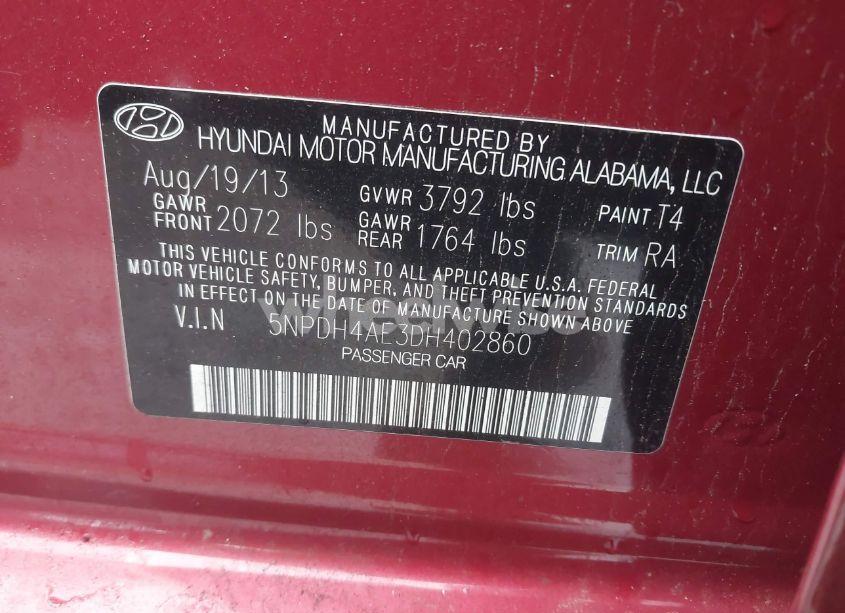 MANUFACTURED BY
HYUNDAI MOTOR MANUFACTURING ALABAMA, LLC
Aug/19/13 GVWR 3792 lbs PAINT T4
GAWR FRONT 2072 lbs GAWR REAR 1764 lbs TRIM RA
THIS VEHICLE CONFORMS TO ALL APPLICABLE U.S.A. FEDERAL
MOTOR VEHICLE SAFETY, BUMPER, AND THEFT PREVENTION STANDARDS
IN EFFECT ON THE DATE OF MANUFACTURE SHOWN ABOVE
V.I.N 5NPDH4AE3DH402860
PASSENGER CAR